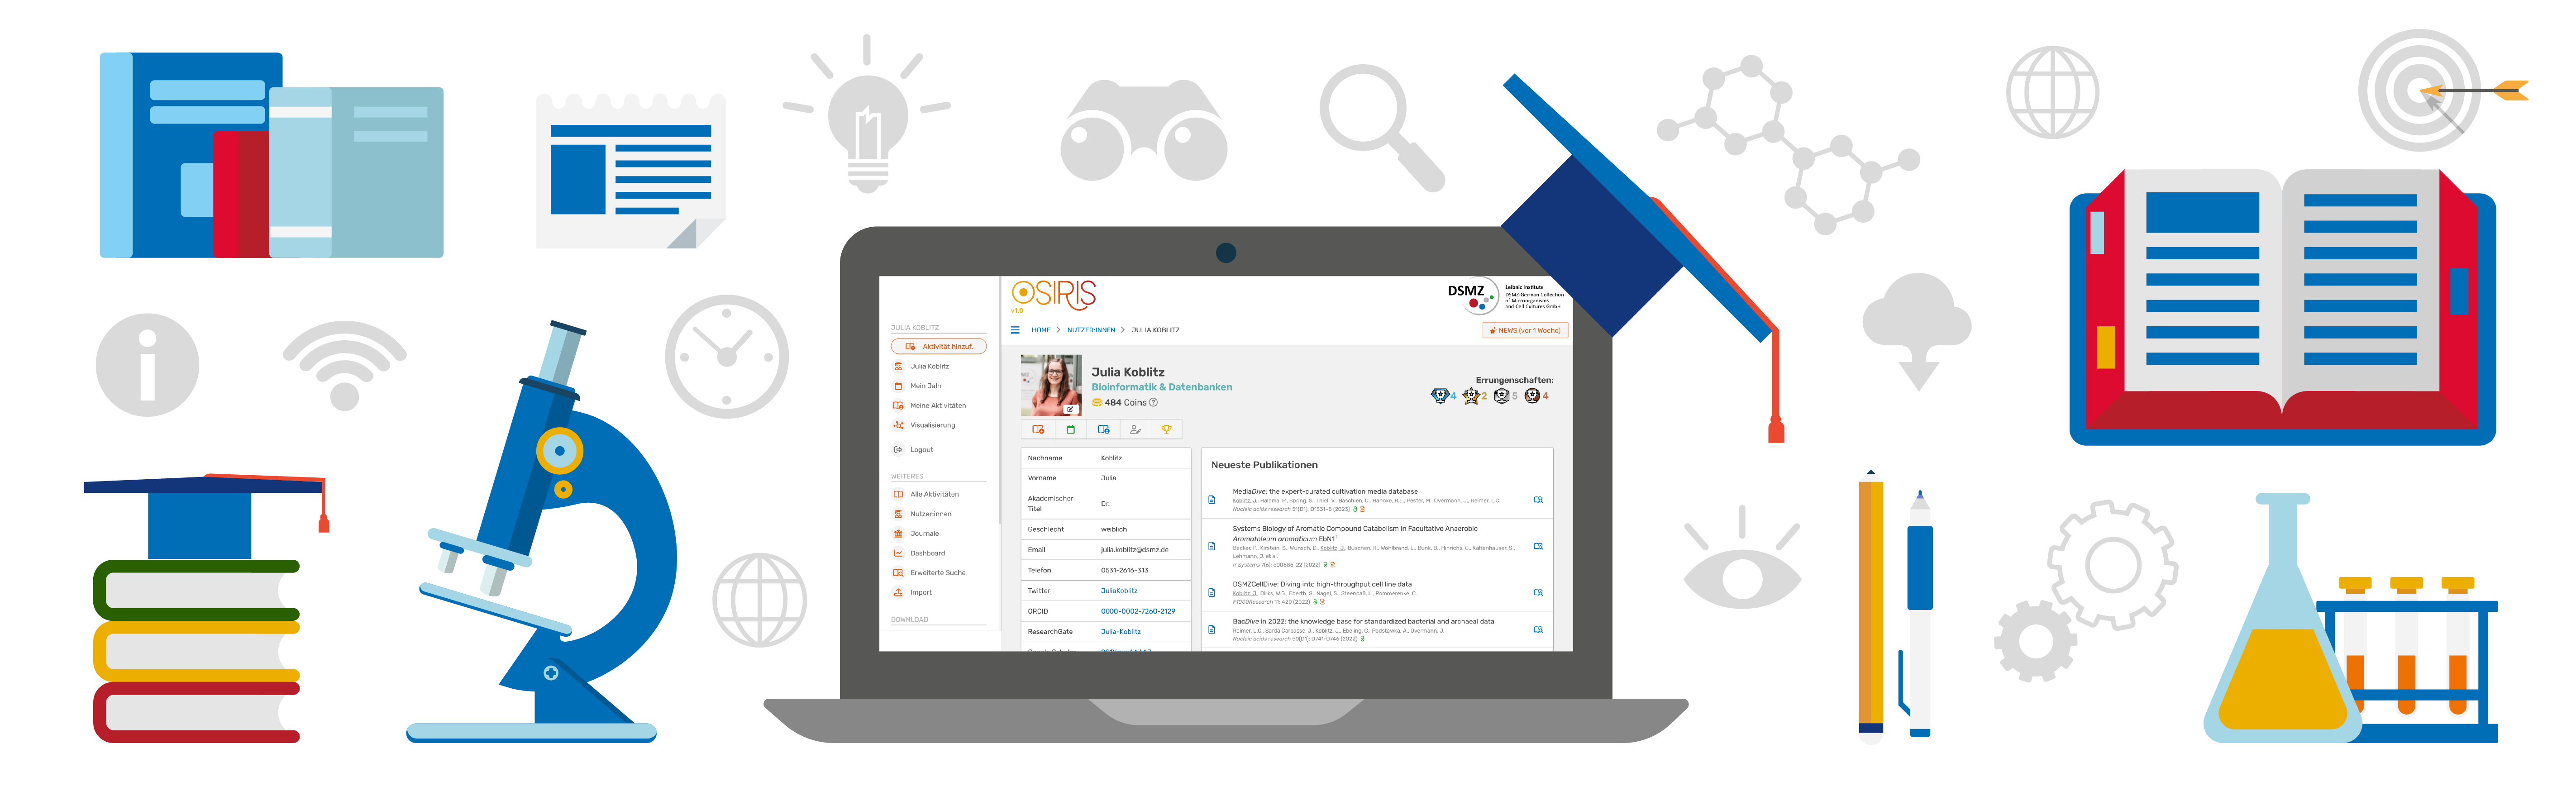 OSIRIS
v1.0
DSMZ
Leibniz Institute
DSMZ-German Collection
of Microorganisms
and Cell Cultures GmbH
HOME > NUTZER:INNEN > JULIA KOBLITZ
NEWS (vor 1 Woche)
JULIA KOBLITZ
Aktivität hinzuf.
Julia Koblitz
Mein Jahr
Meine Aktivitäten
Visualisierung
Logout
WEITERES
Alle Aktivitäten
Nutzer:innen
Journale
Dashboard
Erweiterte Suche
Import
DOWNLOAD
Julia Koblitz
Bioinformatik & Datenbanken
484 Coins
Errungenschaften:
4 2 5 4
Nachname Koblitz
Vorname Julia
Akademischer Titel Dr.
Geschlecht weiblich
Email julia.koblitz@dsmz.de
Telefon 0531-2616-313
Twitter JuliaKoblitz
ORCID 0000-0002-7260-2129
ResearchGate Julia-Koblitz
Neueste Publikationen
MediaDive: the expert-curated cultivation media database
Koblitz, J., Halama, P., Spring, S., Thiel, V., Baschien, C., Hahnke, R.L., Pester, M., Overmann, J., Reimer, L.C.
Nucleic acids research 51(D1): D1531-8 (2023)
Systems Biology of Aromatic Compound Catabolism in Facultative Anaerobic
Aromatoleum aromaticum EbN1T
Becker, P., Kirstein, S., Wünsch, D., Koblitz, J., Buschen, R., Wöhlbrand, L., Bunk, B., Hinrichs, C., Kaltenhäuser, S.,
Lehmann, J. et al.
mSystems 7(6): e00685-22 (2022)
DSMZCellDive: Diving into high-throughput cell line data
Koblitz, J., Dirks, W.G., Eberth, S., Nagel, S., Steenpaß, L., Pommerenke, C.
F1000Research 11: 420 (2022)
BacDive in 2022: the knowledge base for standardized bacterial and archaeal data
Reimer, L.C., Sardà Carbasse, J., Koblitz, J., Ebeling, C., Podstawka, A., Overmann, J.
Nucleic acids research 50(D1): D741-D746 (2022)